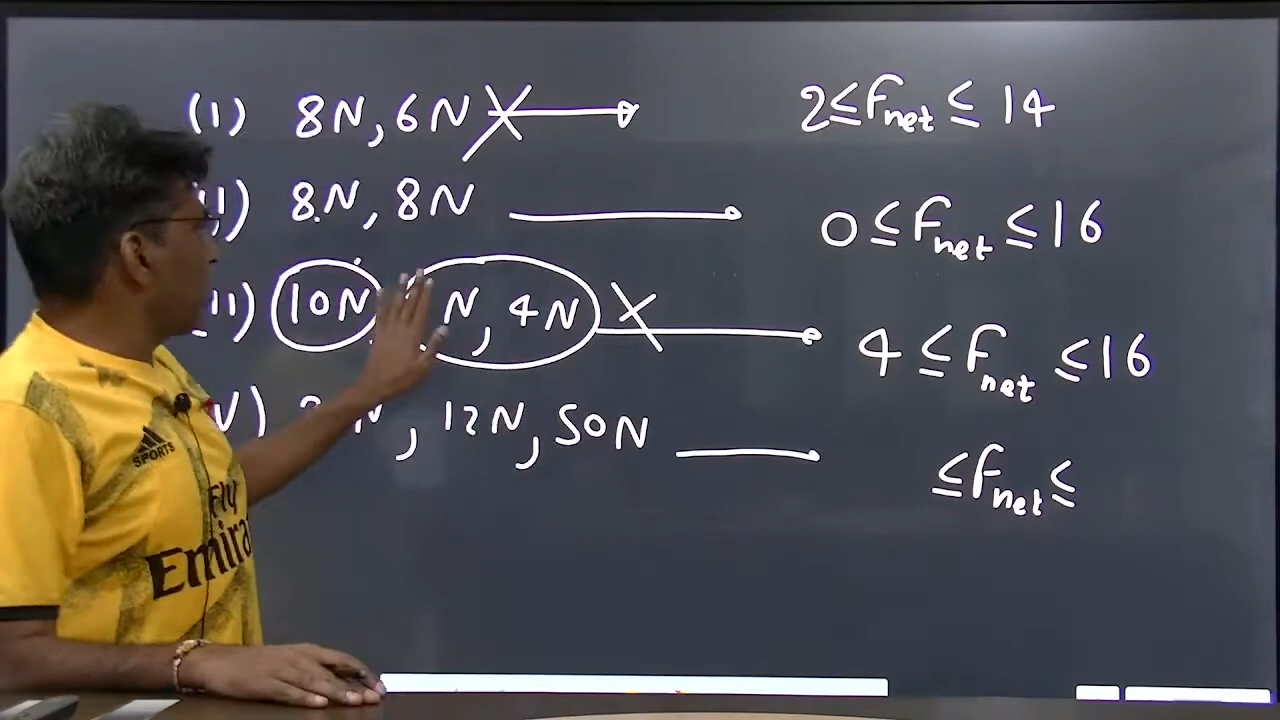 (I) 8N, 6N 2 ≤ Fnet ≤ 14
8N, 8N 0 ≤ Fnet ≤ 16
10N N, 4N 4 ≤ Fnet ≤ 16
12N, 50N ≤ Fnet ≤
SPORTS
Fly
Emira